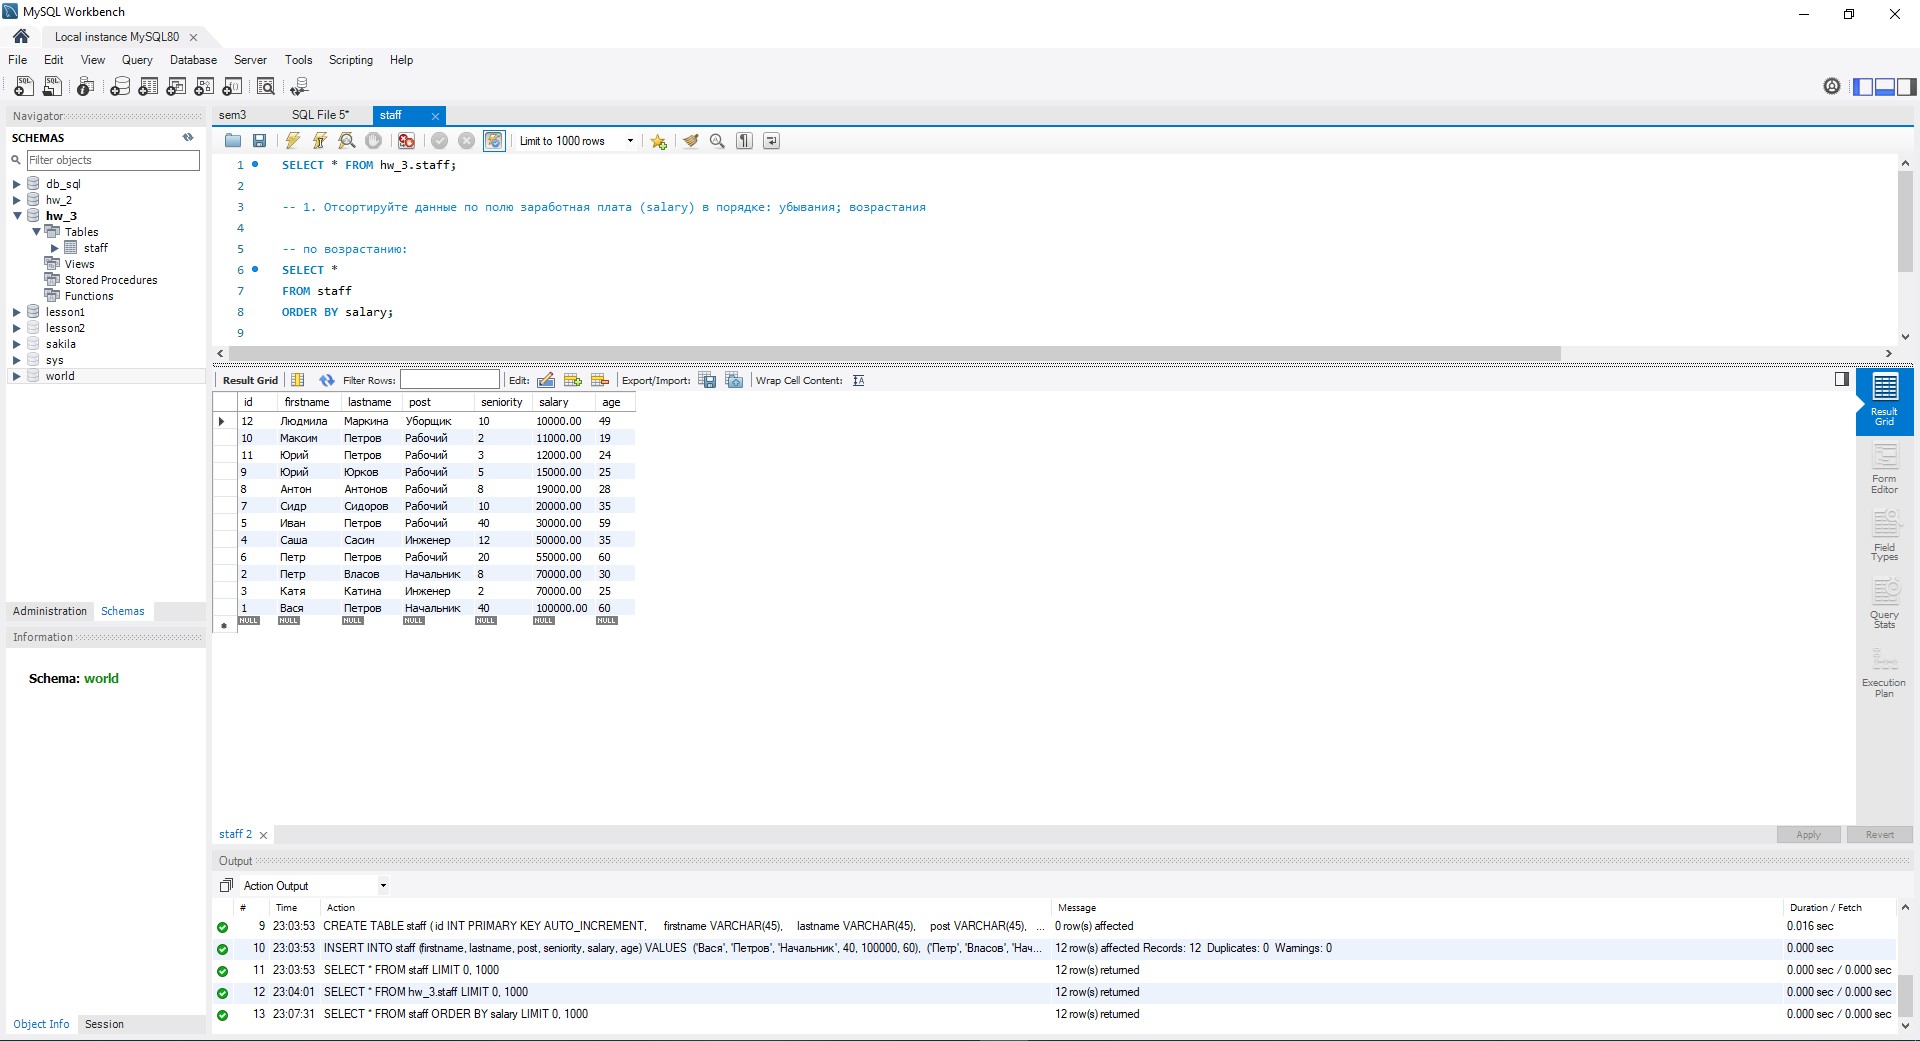 MySQL Workbench
Local instance MySQL80
File Edit View Query Database Server Tools Scripting Help
Navigator
SCHEMAS
Filter objects
db_sql
hw_2
hw_3
Tables
staff
Views
Stored Procedures
Functions
lesson1
lesson2
sakila
sys
world
Administration Schemas
Information
Schema: world
Object Info Session
sem3 SQL File 5* staff
Limit to 1000 rows
1 SELECT * FROM hw_3.staff;
2
3 -- 1. Отсортируйте данные по полю заработная плата (salary) в порядке: убывания; возрастания
4
5 -- по возрастанию:
6 SELECT *
7 FROM staff
8 ORDER BY salary;
9
Result Grid Filter Rows: Edit: Export/Import: Wrap Cell Content:
id firstname lastname post seniority salary age
12 Людмила Маркина Уборщик 10 10000.00 49
10 Максим Петров Рабочий 2 11000.00 19
11 Юрий Петров Рабочий 3 12000.00 24
9 Юрий Юрков Рабочий 5 15000.00 25
8 Антон Антонов Рабочий 8 19000.00 28
7 Сидр Сидоров Рабочий 10 20000.00 35
5 Иван Петров Рабочий 40 30000.00 59
4 Саша Сасин Инженер 12 50000.00 35
6 Петр Петров Рабочий 20 55000.00 60
2 Петр Власов Начальник 8 70000.00 30
3 Катя Катина Инженер 2 70000.00 25
1 Вася Петров Начальник 40 100000.00 60
NULL NULL NULL NULL NULL NULL NULL
Result Grid
Form Editor
Field Types
Query Stats
Execution Plan
staff 2 Apply Revert
Output
Action Output
# Time Action Message Duration / Fetch
9 23:03:53 CREATE TABLE staff ( id INT PRIMARY KEY AUTO_INCREMENT, firstname VARCHAR(45), lastname VARCHAR(45), post VARCHAR(45), ... 0 row(s) affected 0.016 sec
10 23:03:53 INSERT INTO staff (firstname, lastname, post, seniority, salary, age) VALUES ('Вася', 'Петров', 'Начальник', 40, 100000, 60), ('Петр', 'Власов', 'Нач... 12 row(s) affected Records: 12 Duplicates: 0 Warnings: 0 0.000 sec
11 23:03:53 SELECT * FROM staff LIMIT 0, 1000 12 row(s) returned 0.000 sec / 0.000 sec
12 23:04:01 SELECT * FROM hw_3.staff LIMIT 0, 1000 12 row(s) returned 0.000 sec / 0.000 sec
13 23:07:31 SELECT * FROM staff ORDER BY salary LIMIT 0, 1000 12 row(s) returned 0.000 sec / 0.000 sec